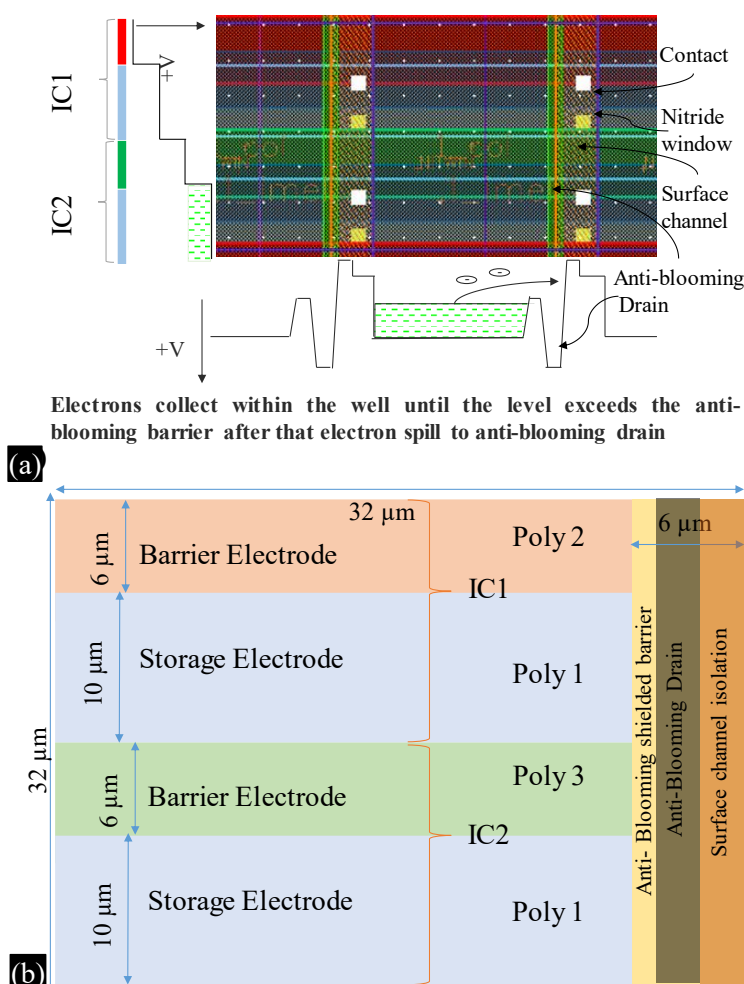 IC1
IC2
+V
Contact
Nitride
window
Surface
channel
Anti-blooming
Drain
+V
Electrons collect within the well until the level exceeds the anti-
blooming barrier after that electron spill to anti-blooming drain
(a)
32 µm
6 µm
6 µm
Barrier Electrode
Poly 2
IC1
10 µm
Storage Electrode
Poly 1
32 µm
6 µm
Barrier Electrode
Poly 3
IC2
10 µm
Storage Electrode
Poly 1
Anti- Blooming shielded barrier
Anti-Blooming Drain
Surface channel isolation
(b)